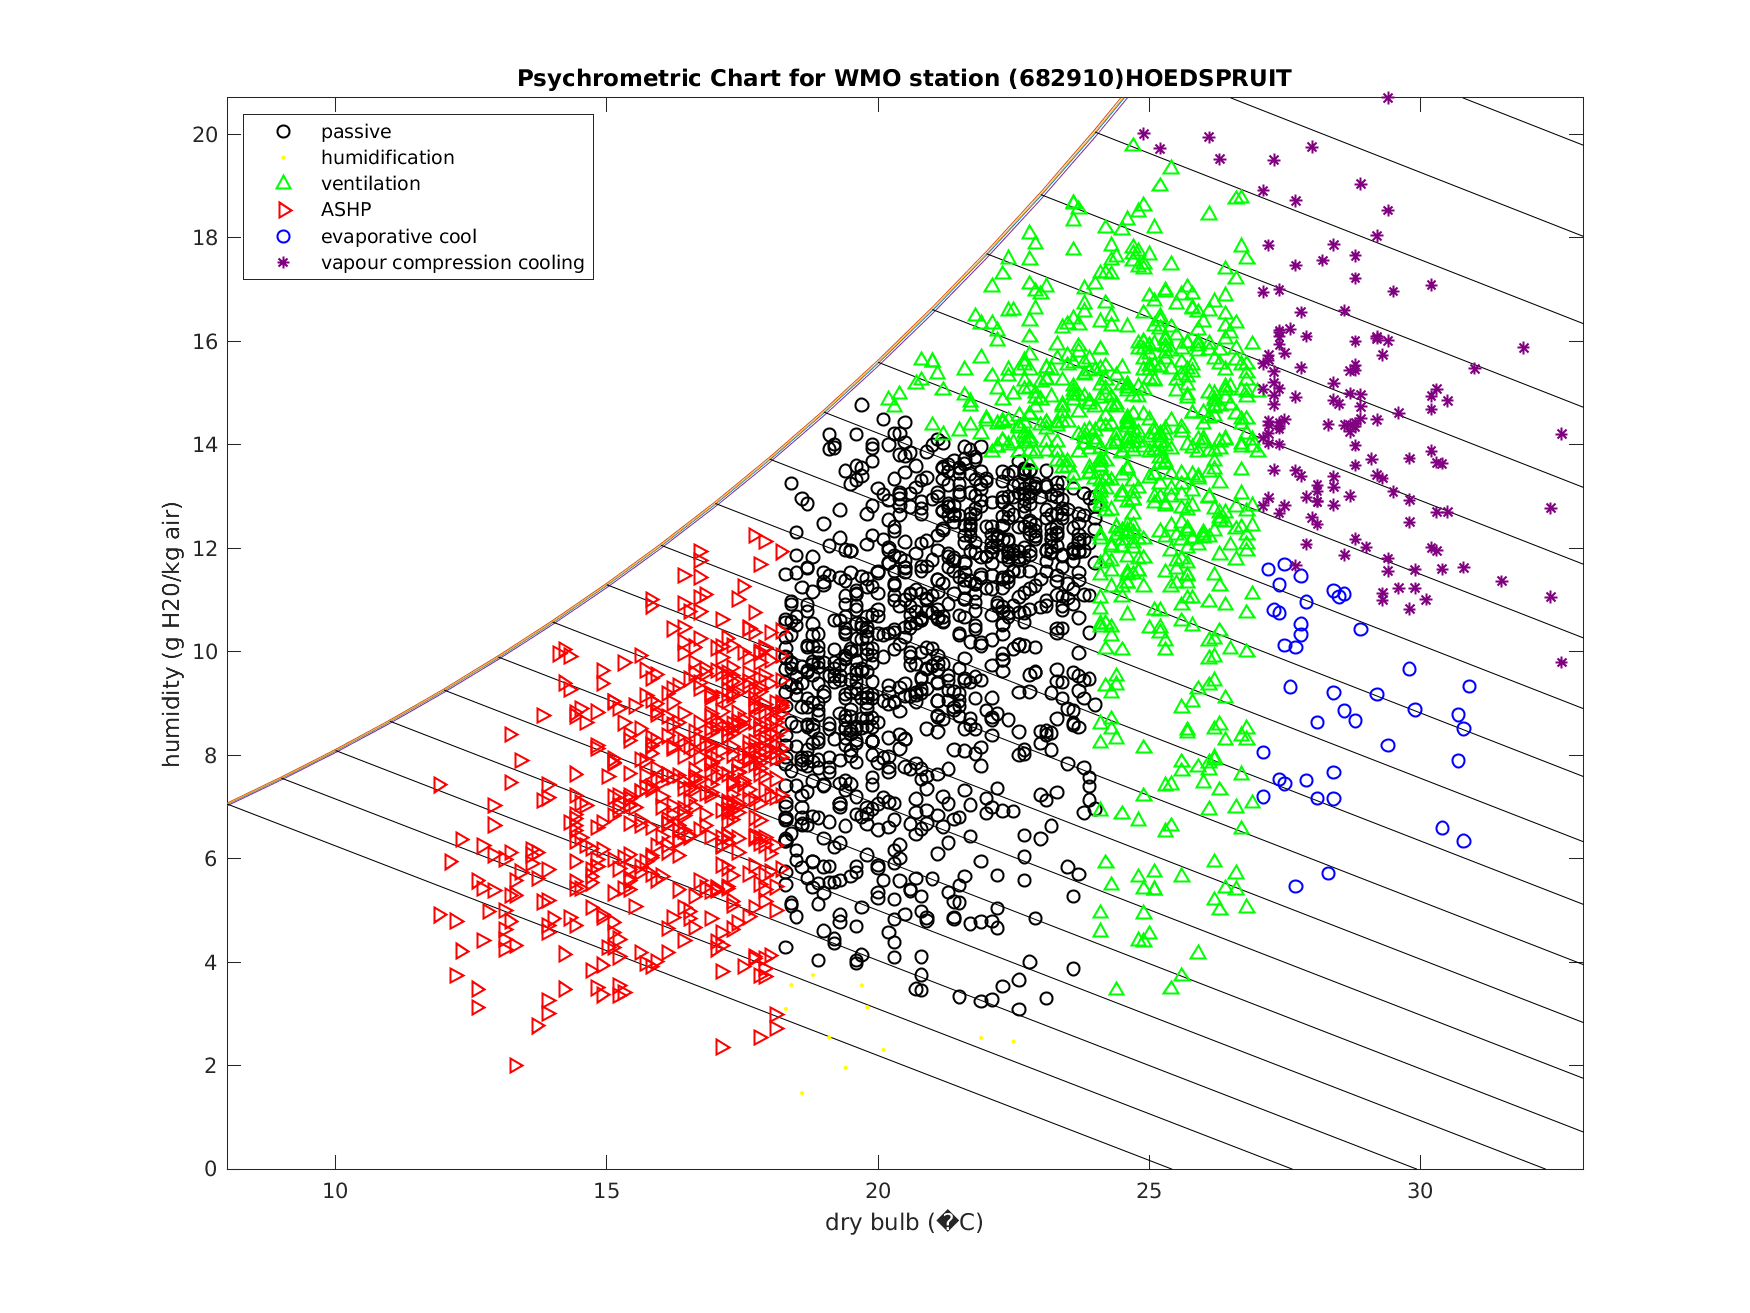 Psychrometric Chart for WMO station (682910)HOEDSPRUIT
passive
humidification
ventilation
ASHP
evaporative cool
vapour compression cooling
humidity (g H20/kg air)
20
18
16
14
12
10
8
6
4
2
0
10 15 20 25 30
dry bulb (�C)